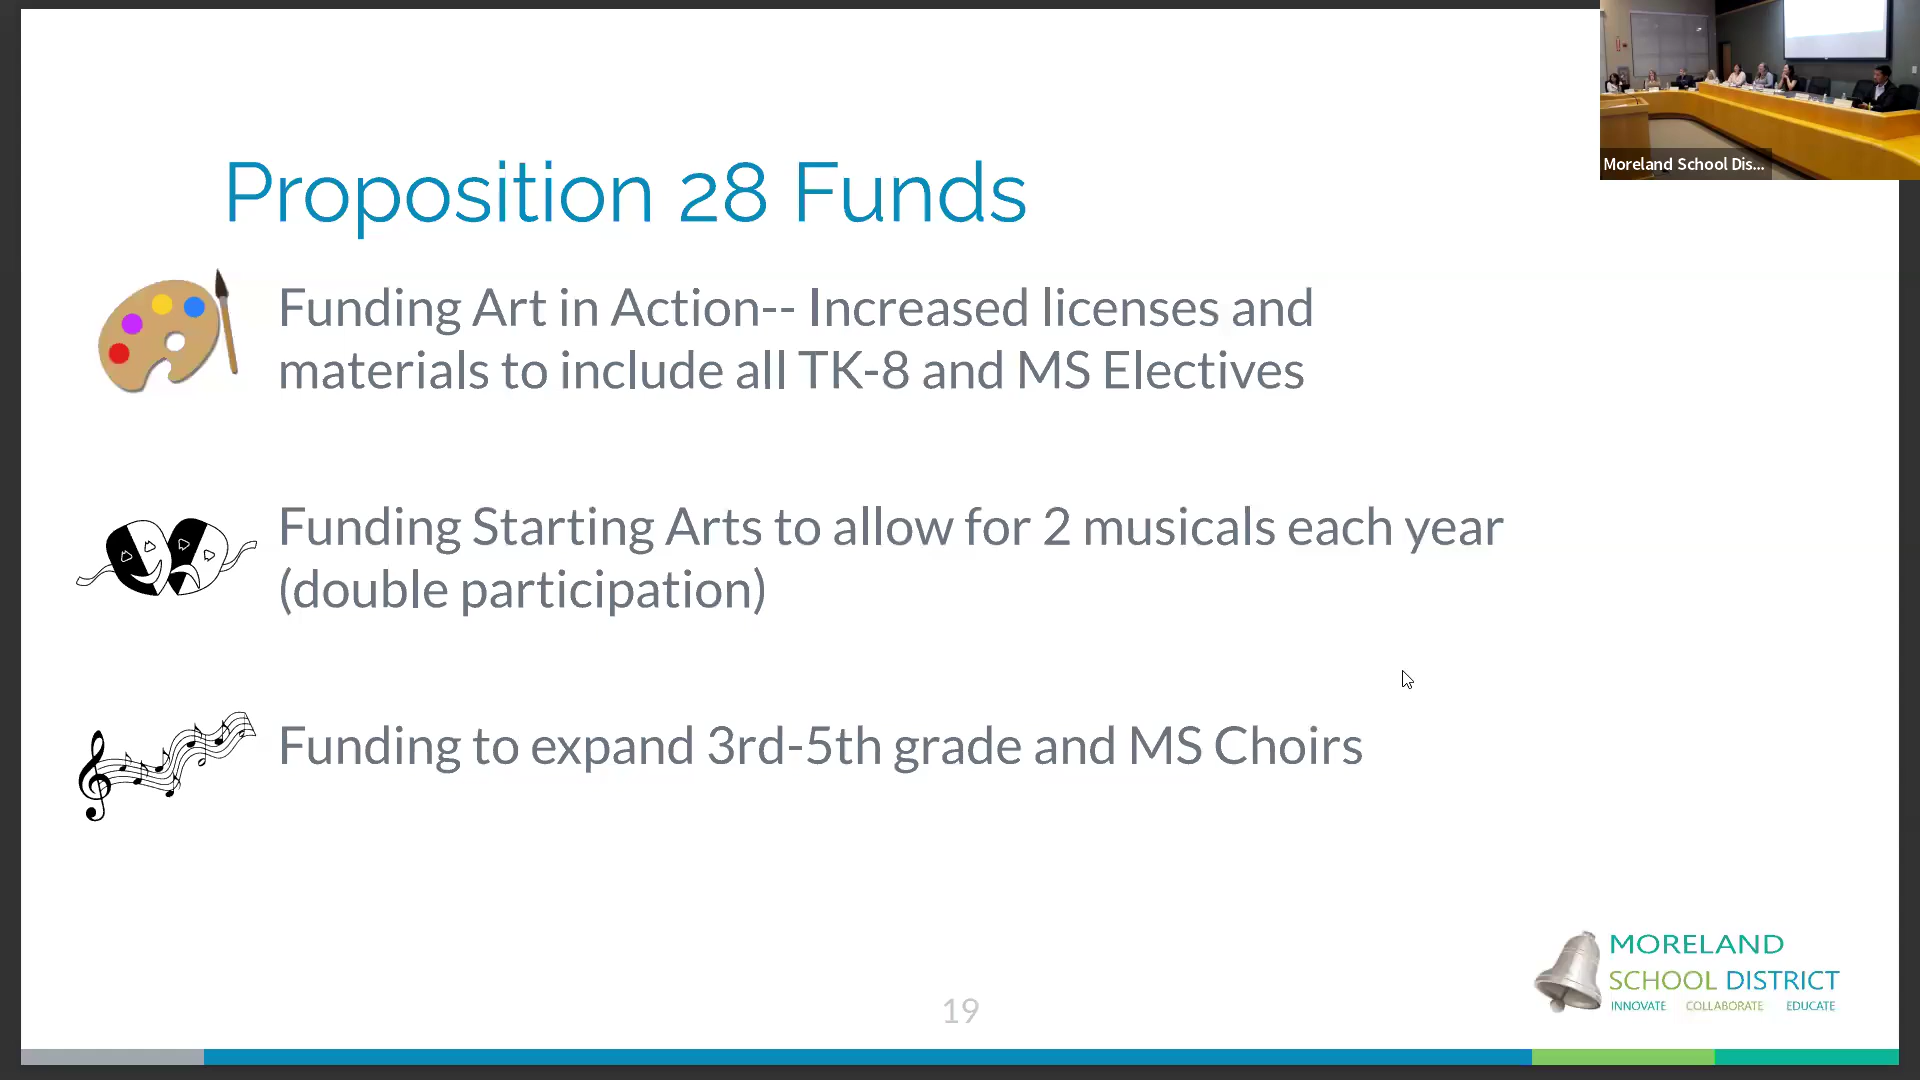 Moreland School Dis...
Proposition 28 Funds
Funding Art in Action-- Increased licenses and
materials to include all TK-8 and MS Electives
Funding Starting Arts to allow for 2 musicals each year
(double participation)
Funding to expand 3rd-5th grade and MS Choirs
MORELAND
SCHOOL DISTRICT
INNOVATE COLLABORATE EDUCATE
19